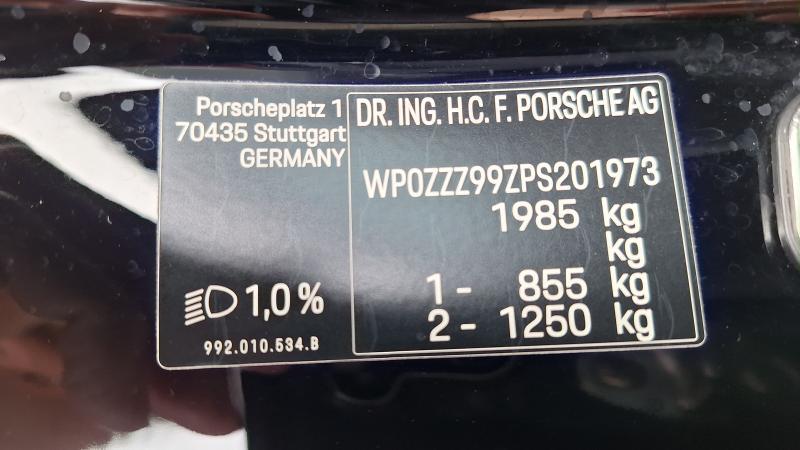 Porscheplatz 1
70435 Stuttgart
GERMANY
DR. ING. H.C. F. PORSCHE AG
WP0ZZZ99ZPS201973
1985 kg
kg
1 - 855 kg
2 - 1250 kg
1,0 %
992.010.534.B